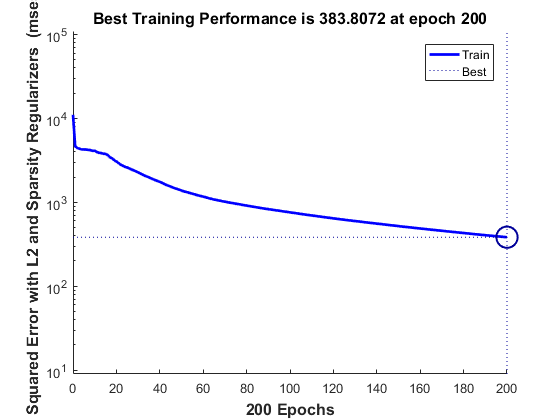 Best Training Performance is 383.8072 at epoch 200
Squared Error with L2 and Sparsity Regularizers (mse
10^5
10^4
10^3
10^2
10^1
Train
Best
0 20 40 60 80 100 120 140 160 180 200
200 Epochs